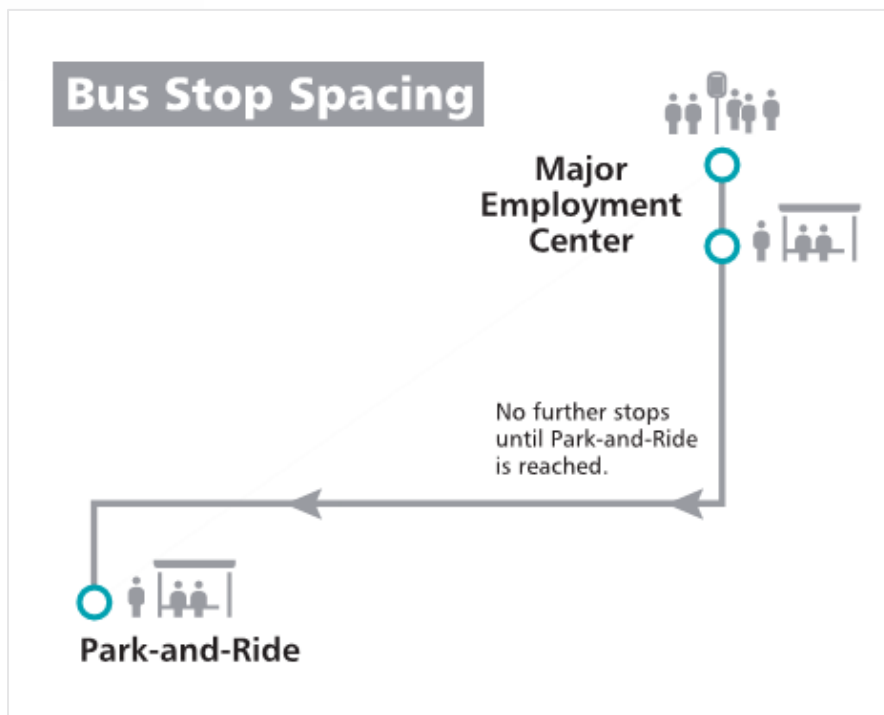 Bus Stop Spacing
Major
Employment
Center
No further stops
until Park-and-Ride
is reached.
Park-and-Ride